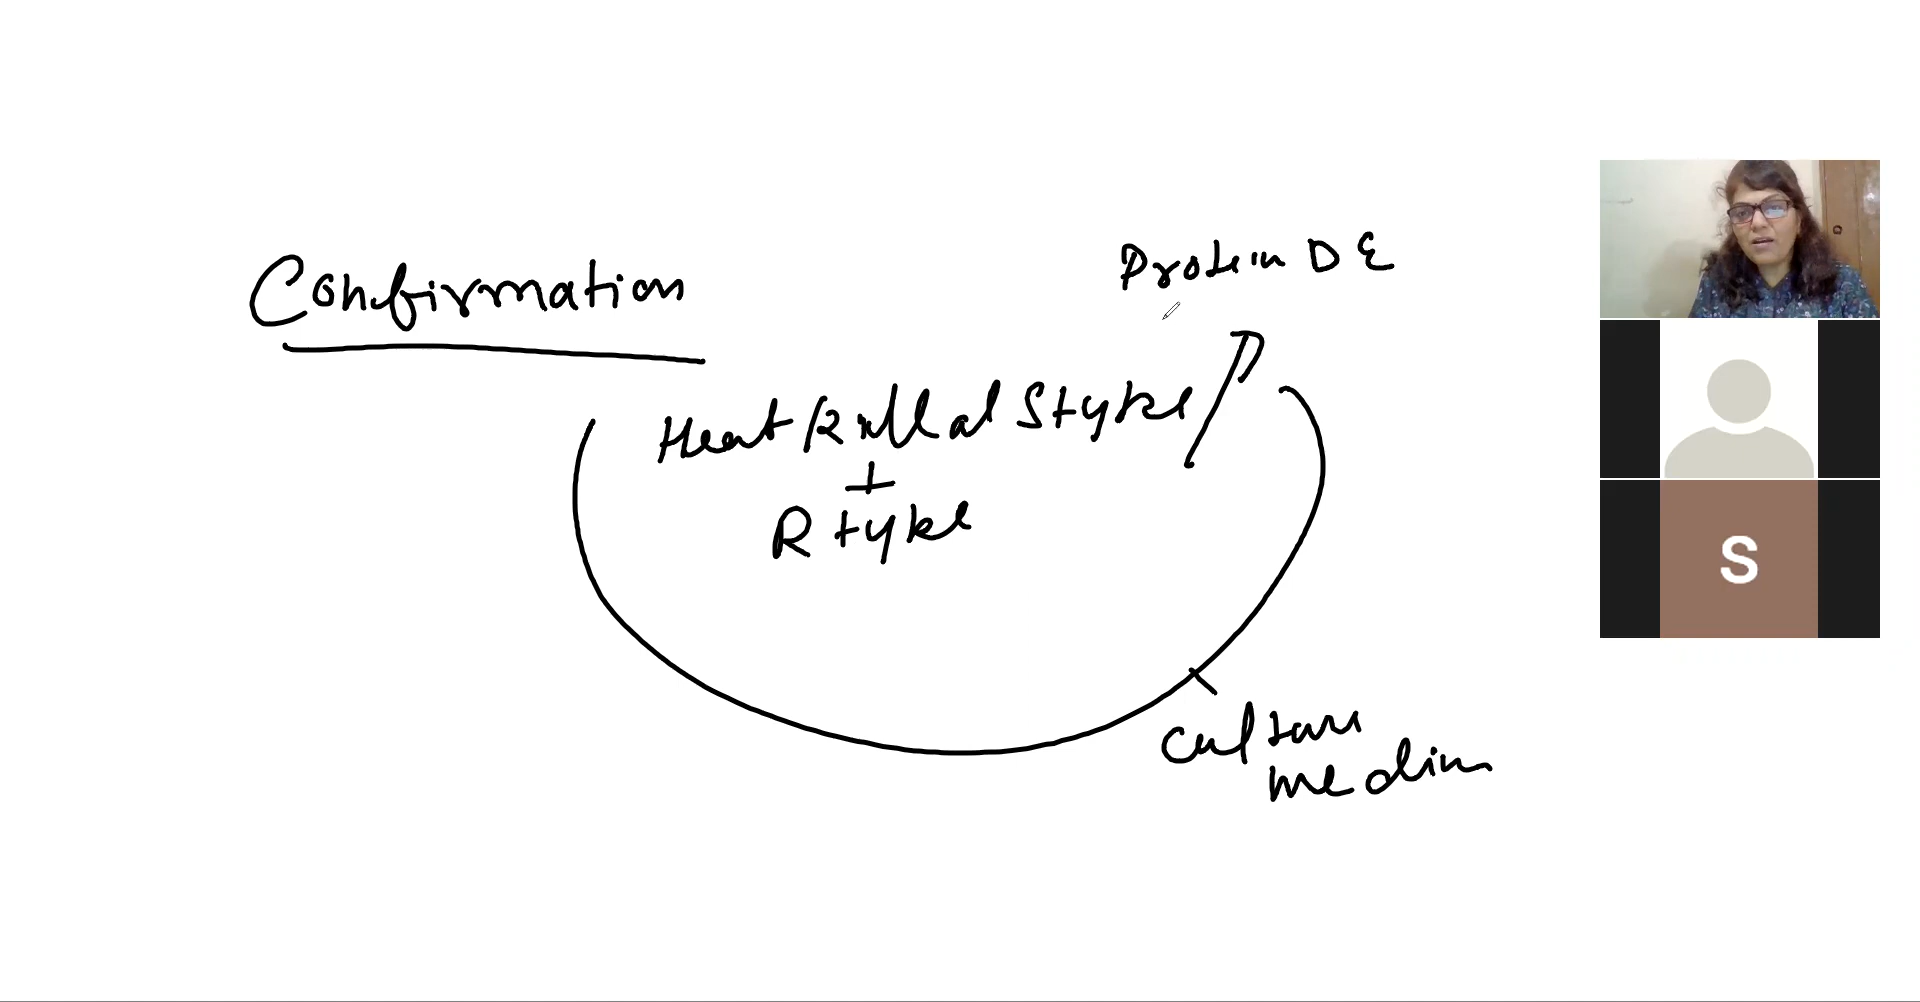 Confirmation
Protein DE
Heat killed S type
+
R type
Culture
medium
S